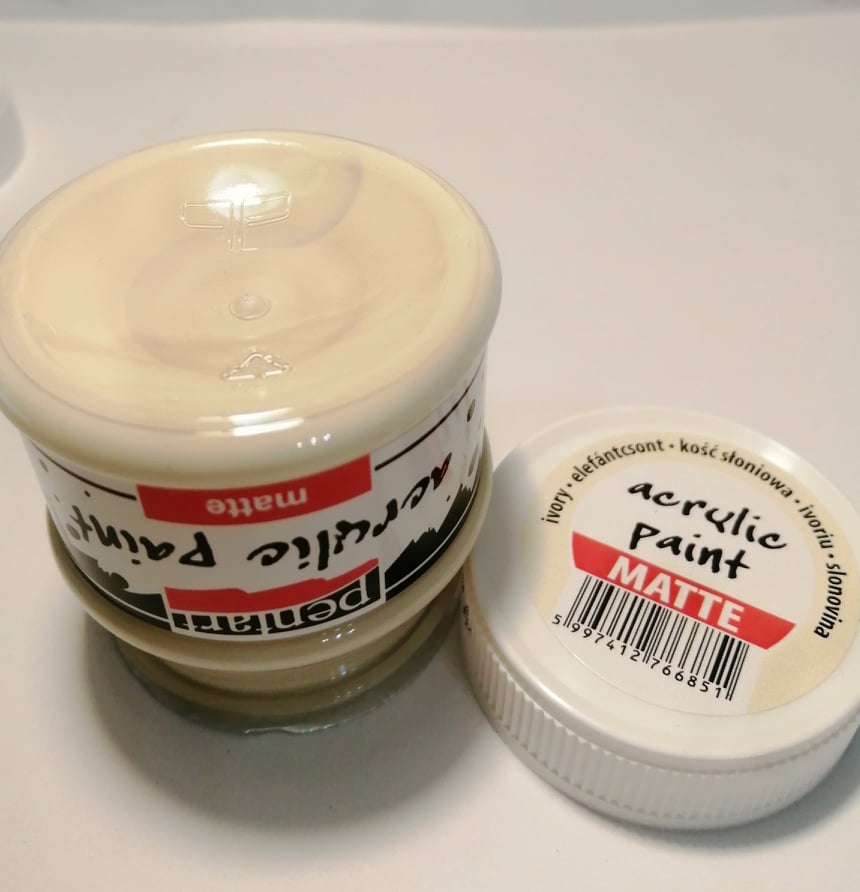 pentart
acrylic paint
matte
ivory • elefántcsont • kość słoniowa • ivoriu • slonovina
acrylic
paint
MATTE
5 997412 766851